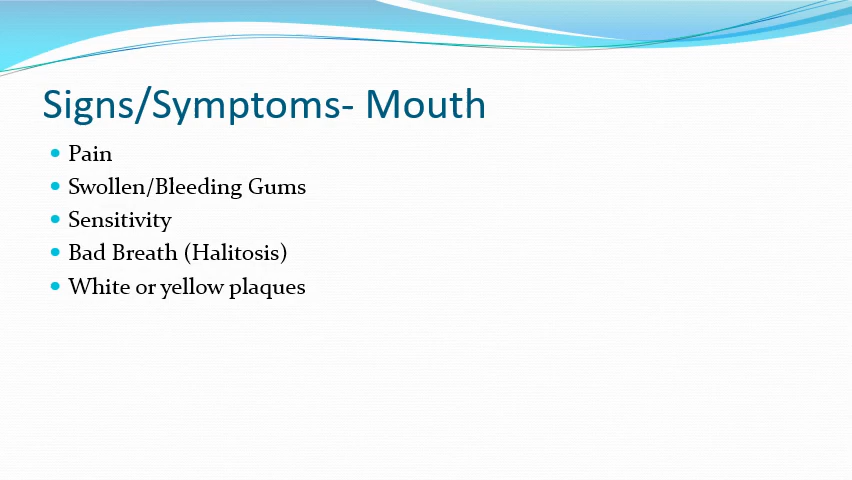 Signs/Symptoms- Mouth
Pain
Swollen/Bleeding Gums
Sensitivity
Bad Breath (Halitosis)
White or yellow plaques